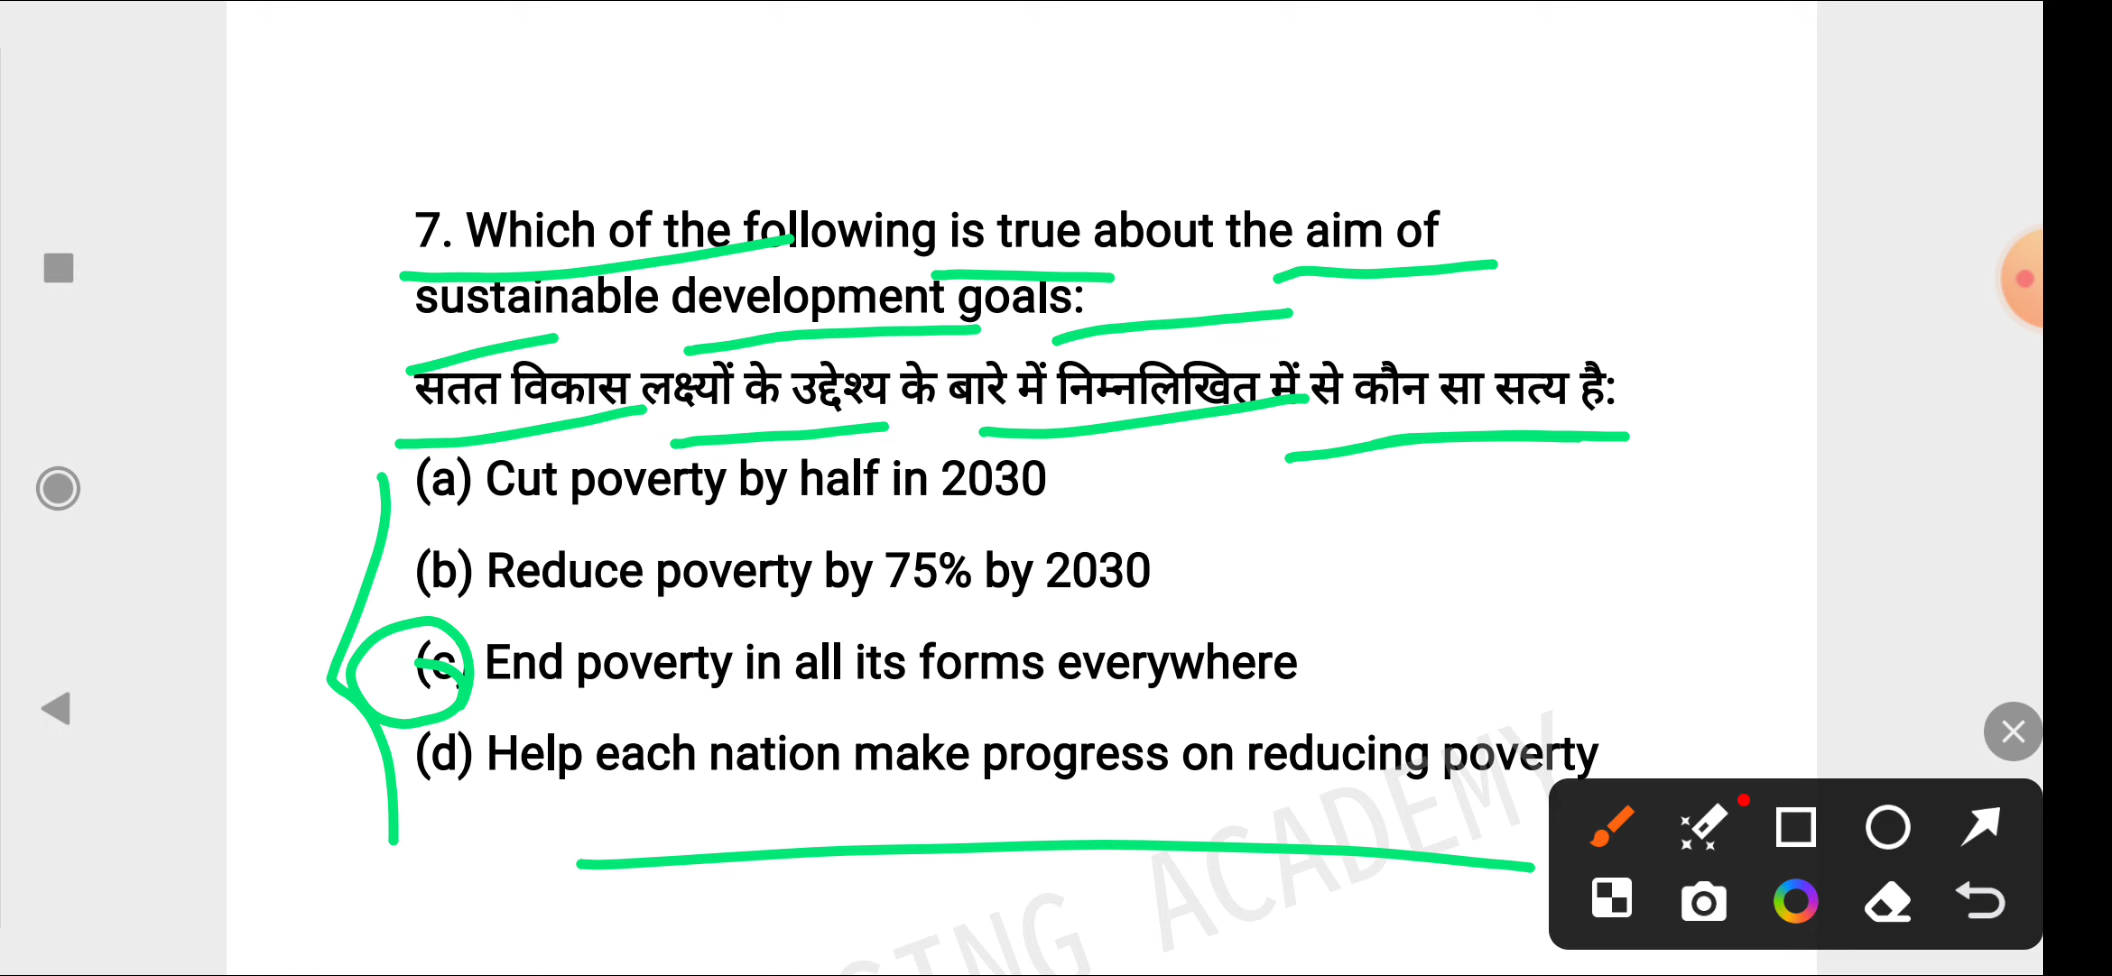 7. Which of the following is true about the aim of
sustainable development goals:
सतत विकास लक्ष्यों के उद्देश्य के बारे में निम्नलिखित में से कौन सा सत्य है:
(a) Cut poverty by half in 2030
(b) Reduce poverty by 75% by 2030
(c) End poverty in all its forms everywhere
(d) Help each nation make progress on reducing poverty
ACADEMY